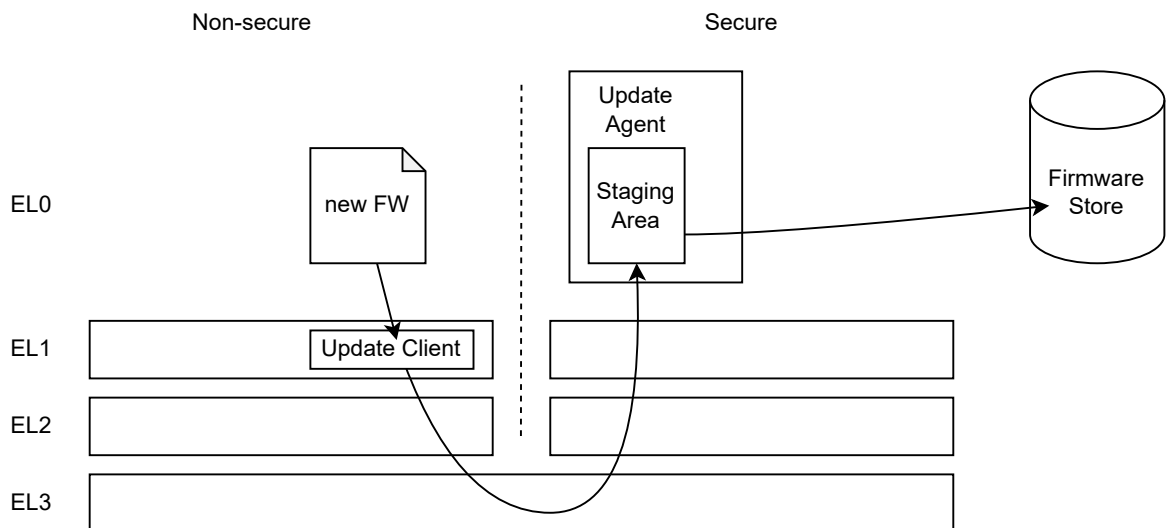 Non-secure
Secure
Update
Agent
EL0
new FW
Staging
Area
Firmware
Store
EL1
Update Client
EL2
EL3